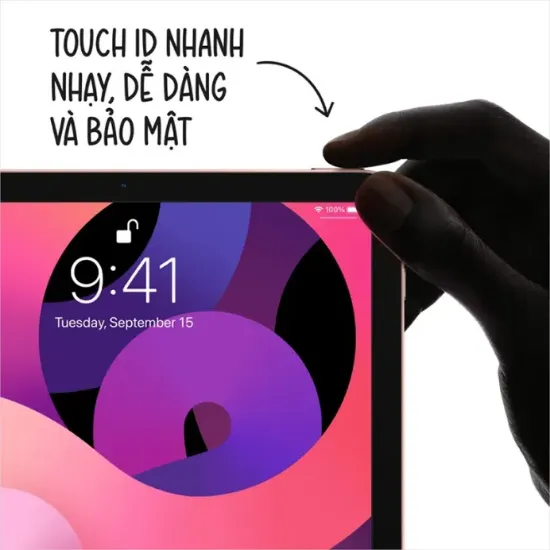 TOUCH ID NHANH
NHẠY, DỄ DÀNG
VÀ BẢO MẬT
100%
9:41
Tuesday, September 15